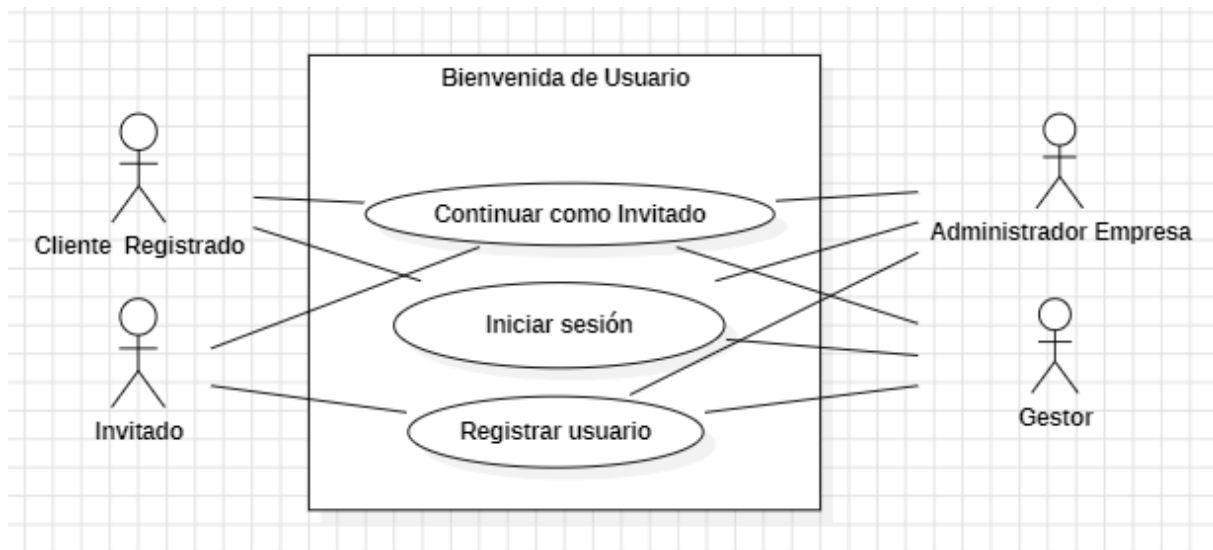 Bienvenida de Usuario
Continuar como Invitado
Cliente Registrado
Administrador Empresa
Iniciar sesión
Invitado
Registrar usuario
Gestor